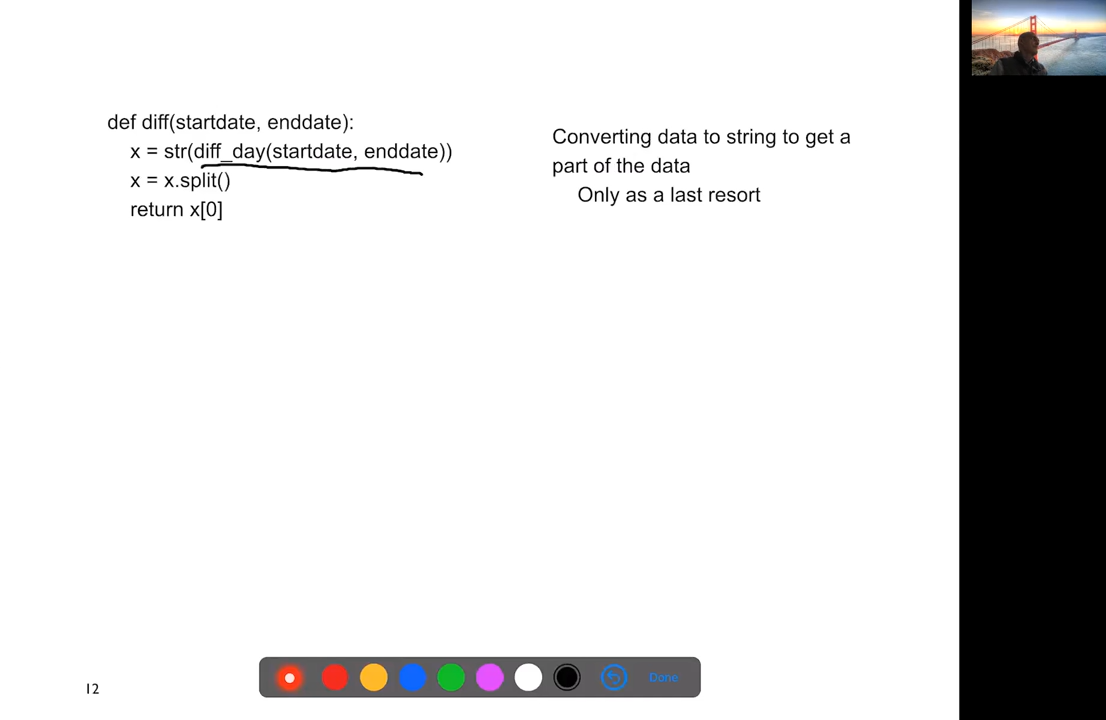 def diff(startdate, enddate):
x = str(diff_day(startdate, enddate))
x = x.split()
return x[0]
Converting data to string to get a
part of the data
Only as a last resort
12
Done